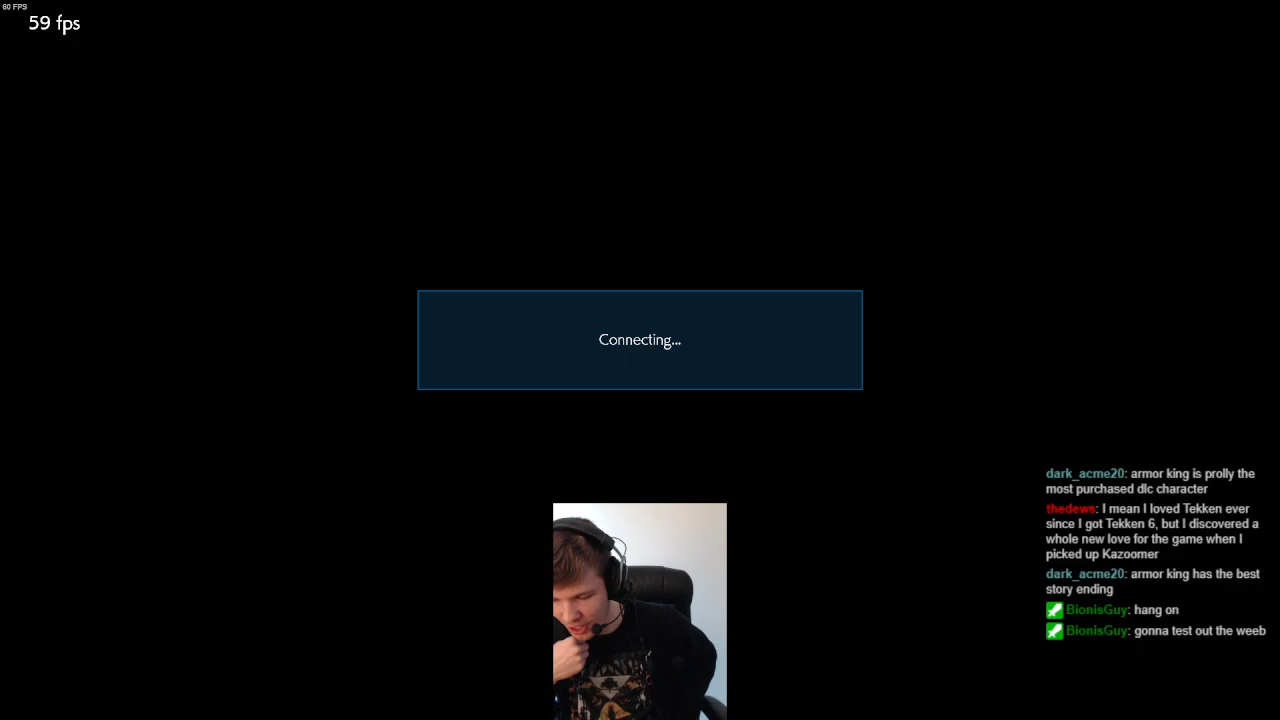 60 FPS
59 fps
Connecting...
dark_acme20: armor king is prolly the
most purchased dlc character
thedews: I mean I loved Tekken ever
since I got Tekken 6, but I discovered a
whole new love for the game when I
picked up Kazoomer
dark_acme20: armor king has the best
story ending
BionisGuy: hang on
BionisGuy: gonna test out the weeb